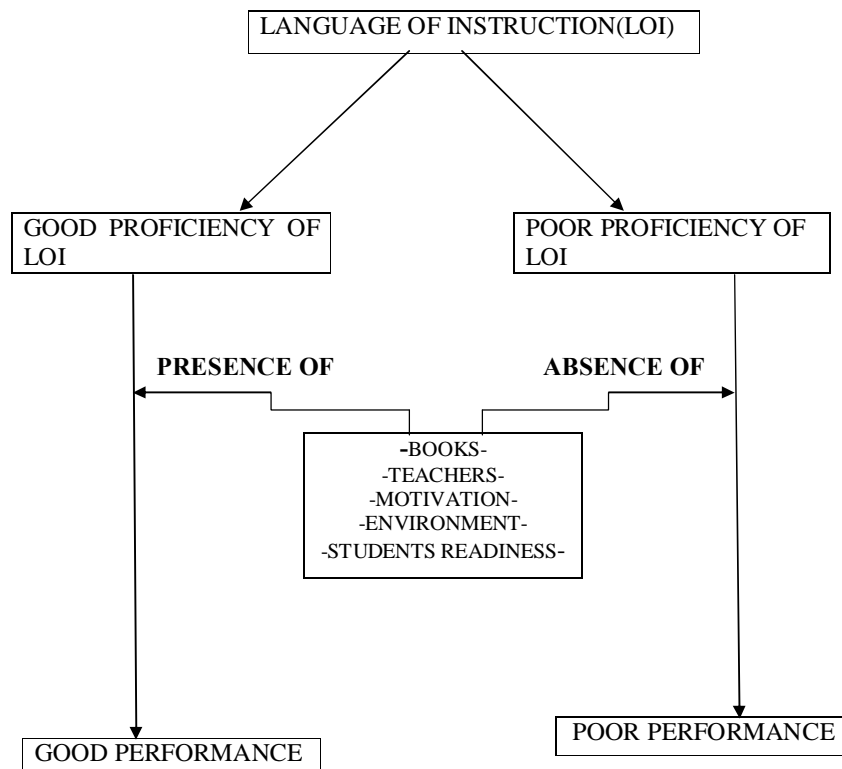 LANGUAGE OF INSTRUCTION(LOI)
GOOD PROFICIENCY OF
LOI
POOR PROFICIENCY OF
LOI
PRESENCE OF
ABSENCE OF
-BOOKS-
-TEACHERS-
-MOTIVATION-
-ENVIRONMENT-
-STUDENTS READINESS-
GOOD PERFORMANCE
POOR PERFORMANCE